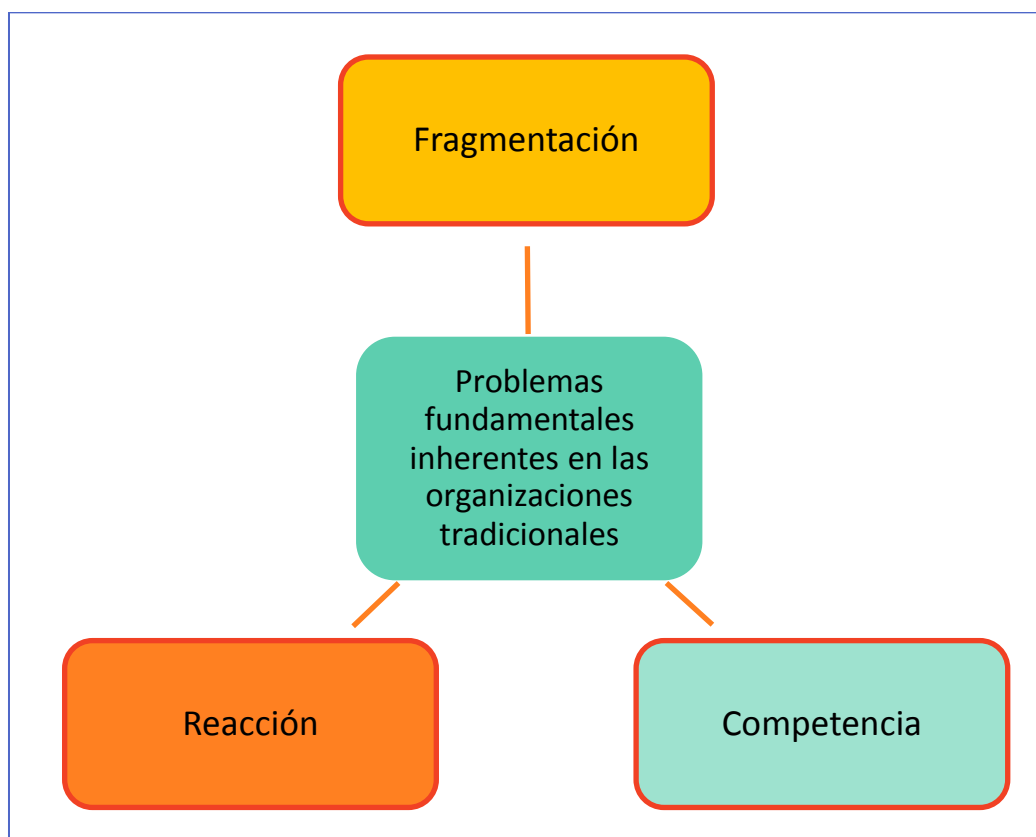 Fragmentación
Problemas
fundamentales
inherentes en las
organizaciones
tradicionales
Reacción
Competencia